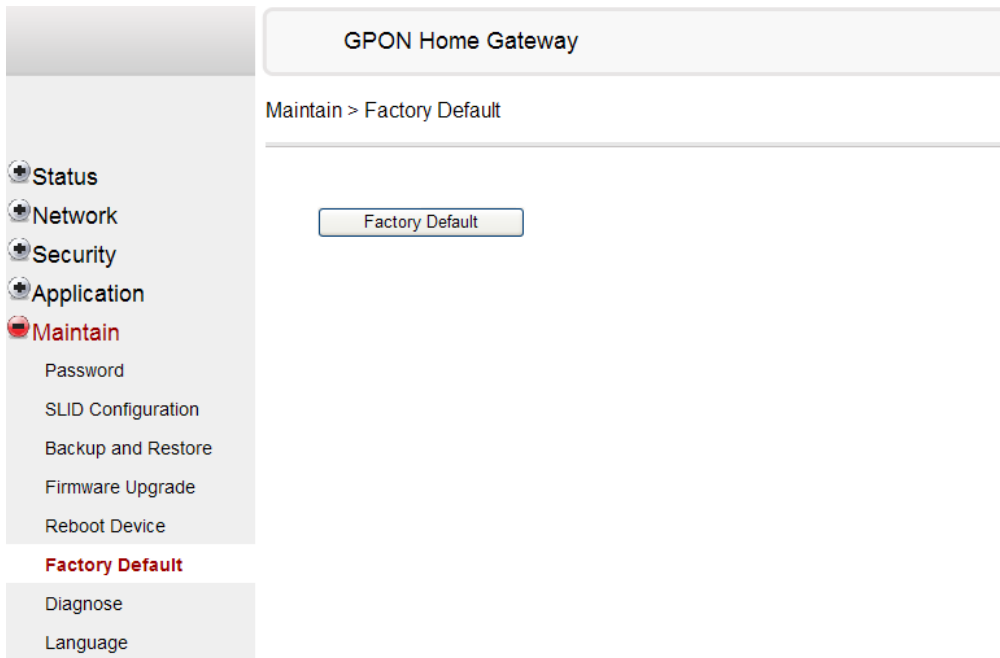 GPON Home Gateway
Maintain > Factory Default
Status
Network
Security
Application
Maintain
Password
SLID Configuration
Backup and Restore
Firmware Upgrade
Reboot Device
Factory Default
Diagnose
Language
Factory Default